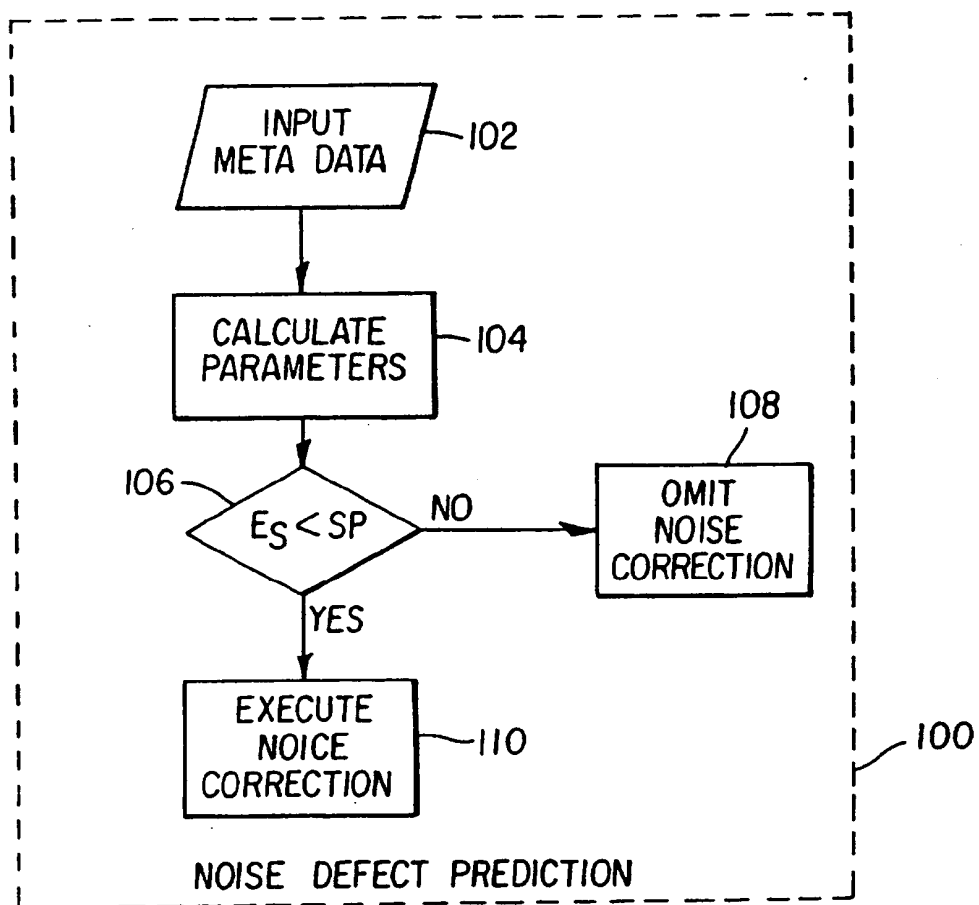 INPUT
META DATA
102
CALCULATE
PARAMETERS
104
106
ES < SP
NO
108
OMIT
NOISE
CORRECTION
YES
EXECUTE
NOICE
CORRECTION
110
100
NOISE DEFECT PREDICTION